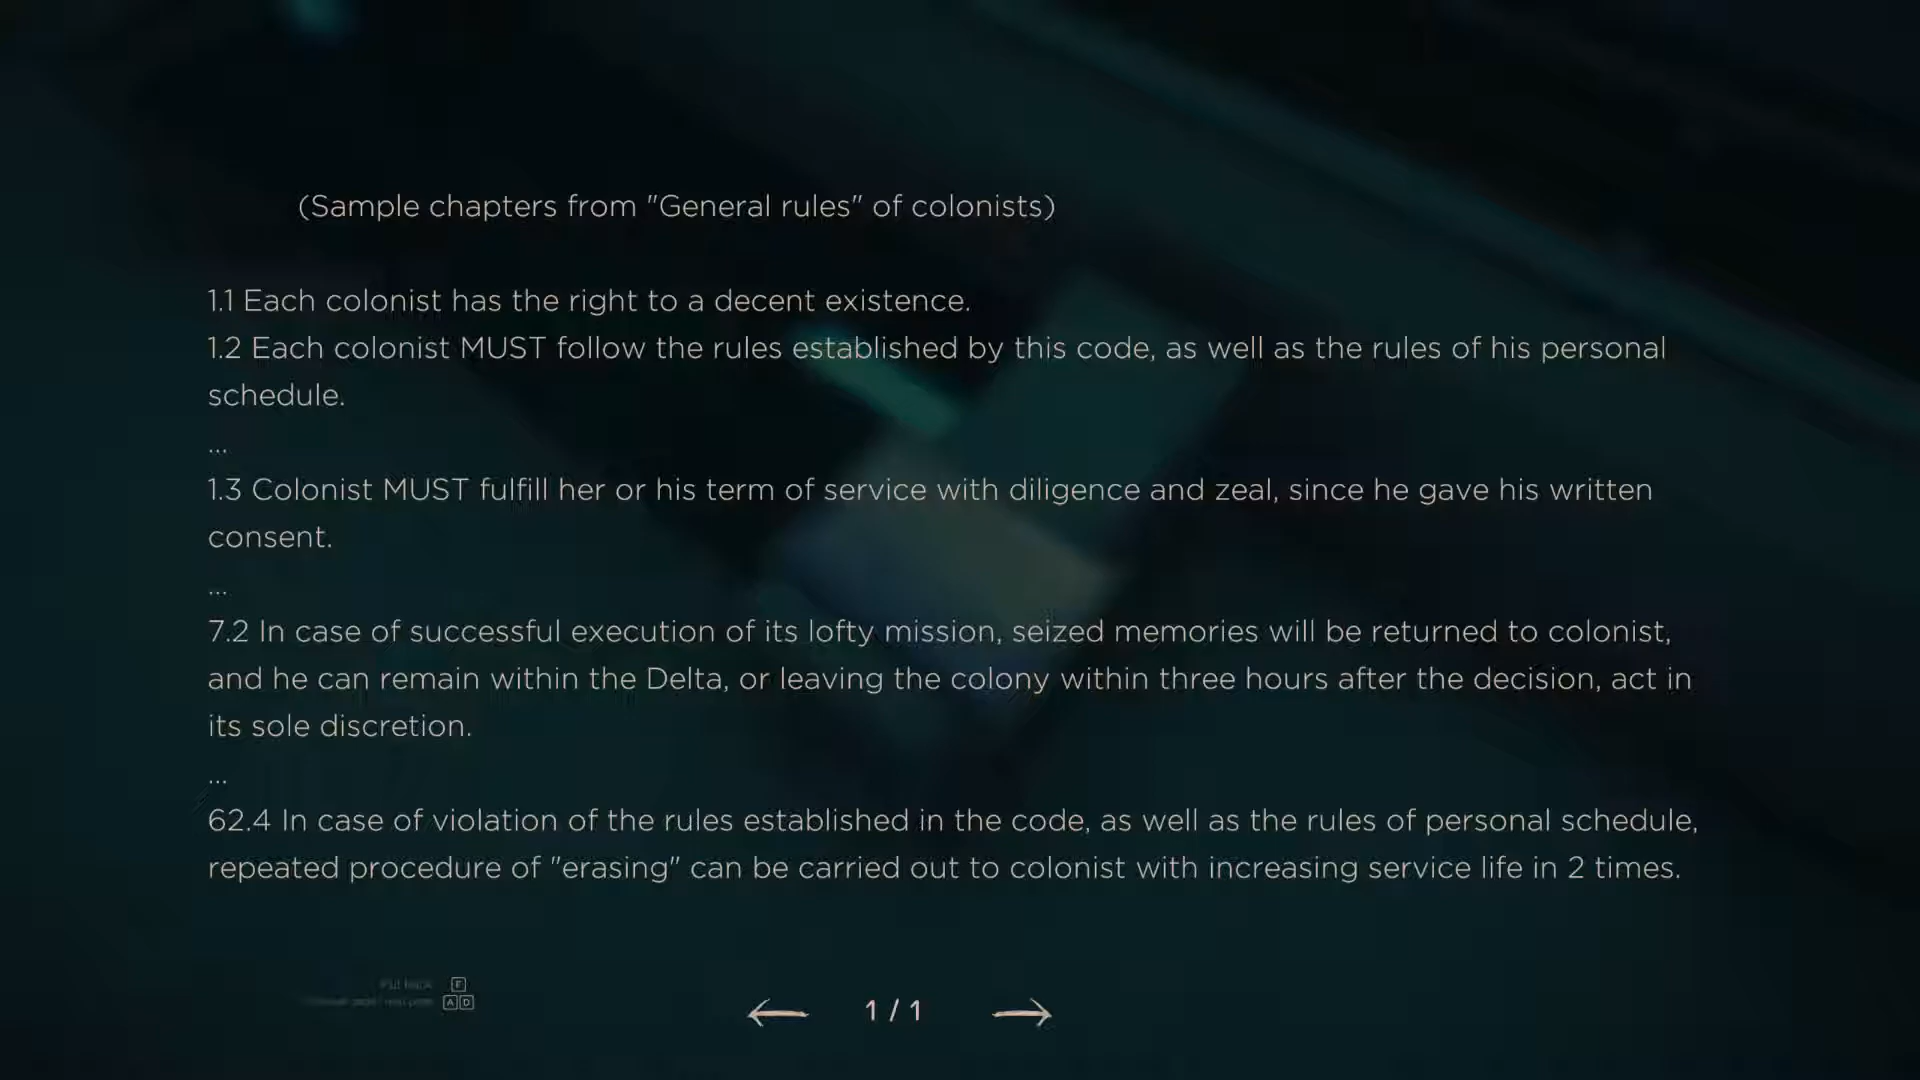 (Sample chapters from "General rules" of colonists)
1.1 Each colonist has the right to a decent existence.
1.2 Each colonist MUST follow the rules established by this code, as well as the rules of his personal
schedule.
...
1.3 Colonist MUST fulfill her or his term of service with diligence and zeal, since he gave his written
consent.
...
7.2 In case of successful execution of its lofty mission, seized memories will be returned to colonist,
and he can remain within the Delta, or leaving the colony within three hours after the decision, act in
its sole discretion.
...
62.4 In case of violation of the rules established in the code, as well as the rules of personal schedule,
repeated procedure of "erasing" can be carried out to colonist with increasing service life in 2 times.
Put back F
A D
1 / 1